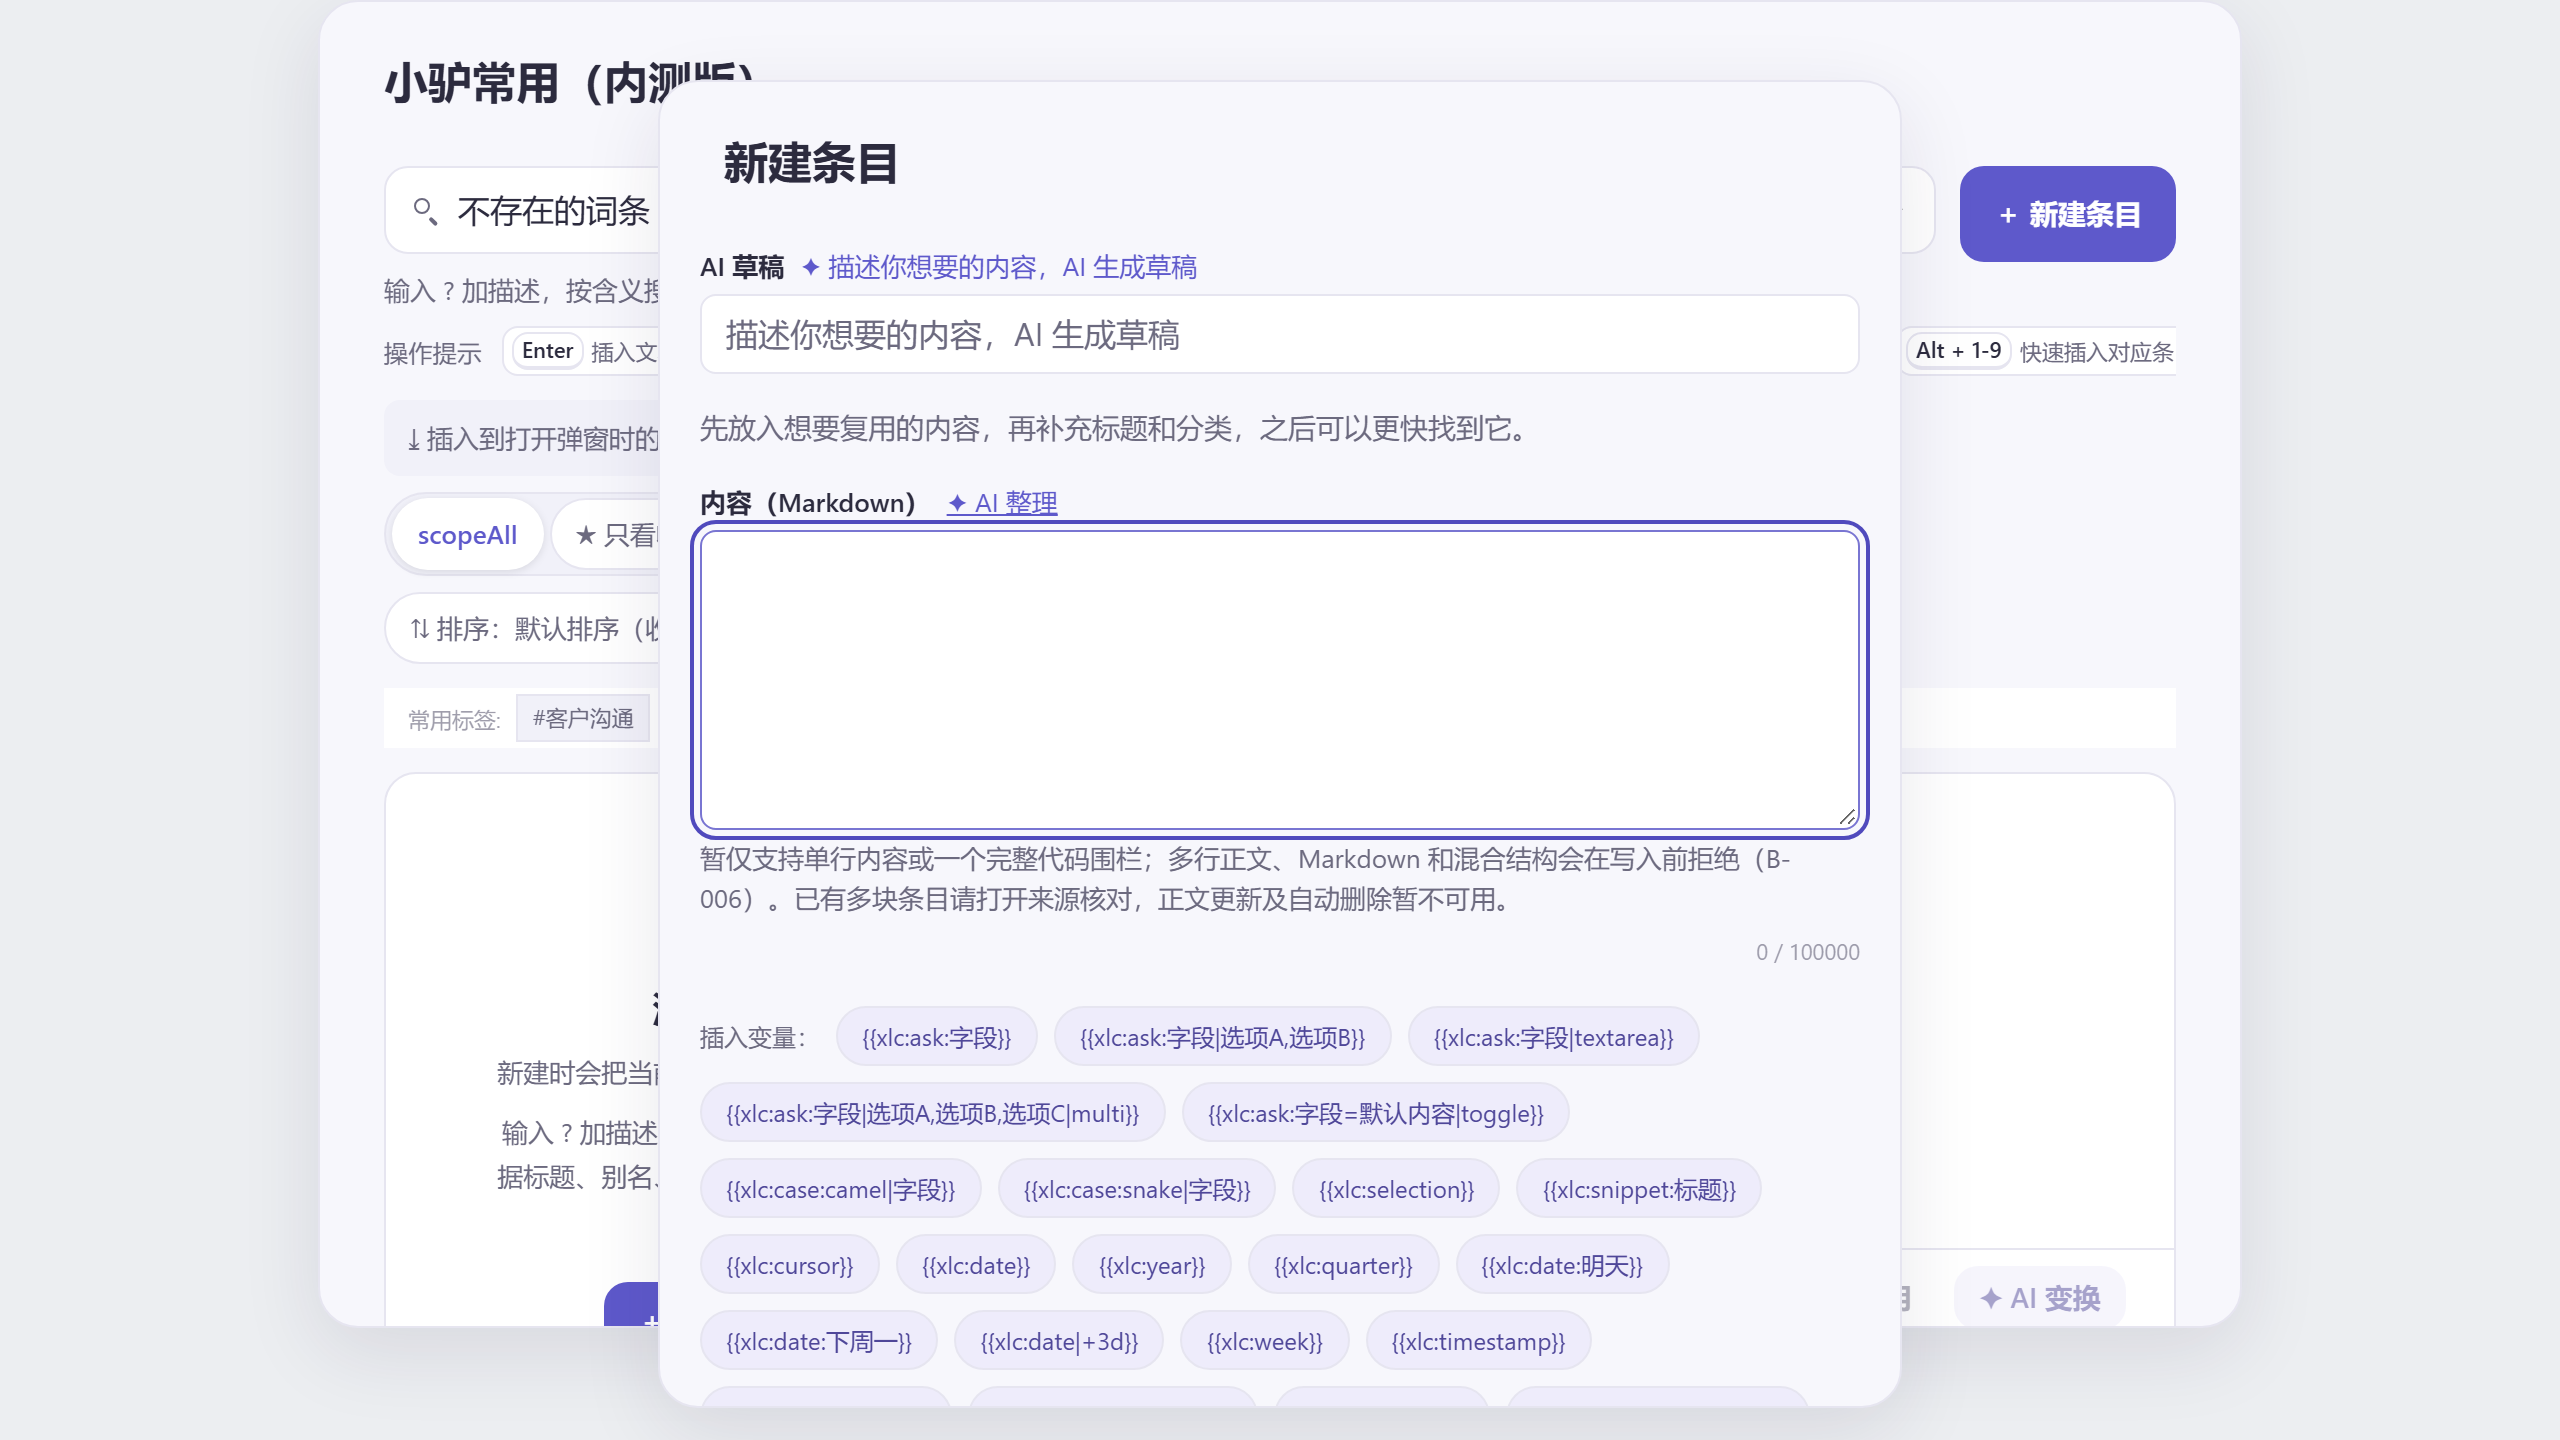 小驴常用（内测版）
新建条目
不存在的词条
+ 新建条目
AI 草稿 ✦ 描述你想要的内容，AI 生成草稿
输入 ? 加描述，按含义搜
描述你想要的内容，AI 生成草稿
操作提示 Enter 插入文
Alt + 1-9 快速插入对应条
先放入想要复用的内容，再补充标题和分类，之后可以更快找到它。
⤓ 插入到打开弹窗时的
内容（Markdown） ✦ AI 整理
scopeAll ★ 只看
⇅ 排序：默认排序（收
常用标签: #客户沟通
暂仅支持单行内容或一个完整代码围栏；多行正文、Markdown 和混合结构会在写入前拒绝（B-
006）。已有多块条目请打开来源核对，正文更新及自动删除暂不可用。
0 / 100000
插入变量： {{xlc:ask:字段}} {{xlc:ask:字段|选项A,选项B}} {{xlc:ask:字段|textarea}}
新建时会把当前
{{xlc:ask:字段|选项A,选项B,选项C|multi}} {{xlc:ask:字段=默认内容|toggle}}
输入 ? 加描述
据标题、别名、
{{xlc:case:camel|字段}} {{xlc:case:snake|字段}} {{xlc:selection}} {{xlc:snippet:标题}}
{{xlc:cursor}} {{xlc:date}} {{xlc:year}} {{xlc:quarter}} {{xlc:date:明天}}
用 ✦ AI 变换
{{xlc:date:下周一}} {{xlc:date|+3d}} {{xlc:week}} {{xlc:timestamp}}